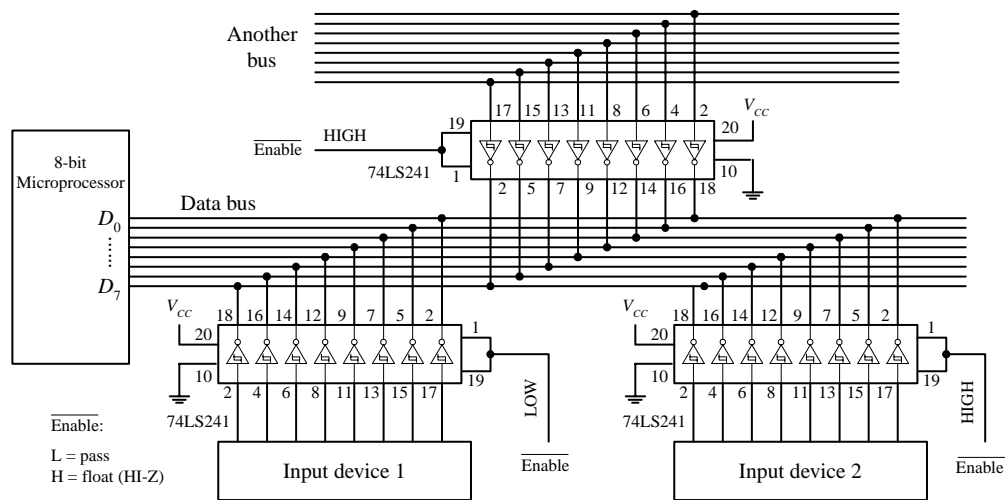 Another
bus
17 15 13 11 8 6 4 2
V_CC
19
20
HIGH
Enable
1
10
74LS241
2 5 7 9 12 14 16 18
8-bit
Microprocessor
Data bus
D_0
......
D_7
18 16 14 12 9 7 5 2
V_CC
1
20
10
19
2 4 6 8 11 13 15 17
74LS241
LOW
Enable
Input device 1
18 16 14 12 9 7 5 2
V_CC
1
20
10
19
2 4 6 8 11 13 15 17
74LS241
HIGH
Enable
Input device 2
Enable:
L = pass
H = float (HI-Z)